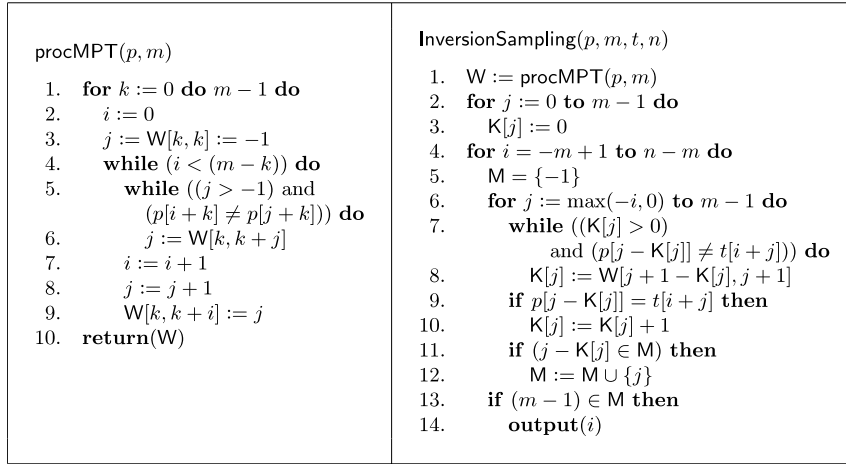 procMPT(p, m)
1. for k := 0 do m − 1 do
2. i := 0
3. j := W[k, k] := −1
4. while (i < (m − k)) do
5. while ((j > −1) and
(p[i + k] ≠ p[j + k])) do
6. j := W[k, k + j]
7. i := i + 1
8. j := j + 1
9. W[k, k + i] := j
10. return(W)
InversionSampling(p, m, t, n)
1. W := procMPT(p, m)
2. for j := 0 to m − 1 do
3. K[j] := 0
4. for i = −m + 1 to n − m do
5. M = {−1}
6. for j := max(−i, 0) to m − 1 do
7. while ((K[j] > 0)
and (p[j − K[j]] ≠ t[i + j])) do
8. K[j] := W[j + 1 − K[j], j + 1]
9. if p[j − K[j]] = t[i + j] then
10. K[j] := K[j] + 1
11. if (j − K[j] ∈ M) then
12. M := M ∪ {j}
13. if (m − 1) ∈ M then
14. output(i)